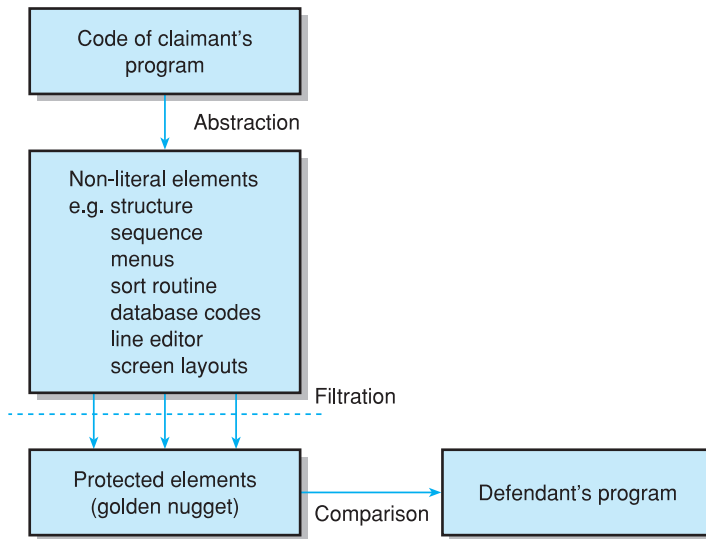 Code of claimant's
program
Abstraction
Non-literal elements
e.g. structure
sequence
menus
sort routine
database codes
line editor
screen layouts
Filtration
Protected elements
(golden nugget)
Comparison
Defendant's program